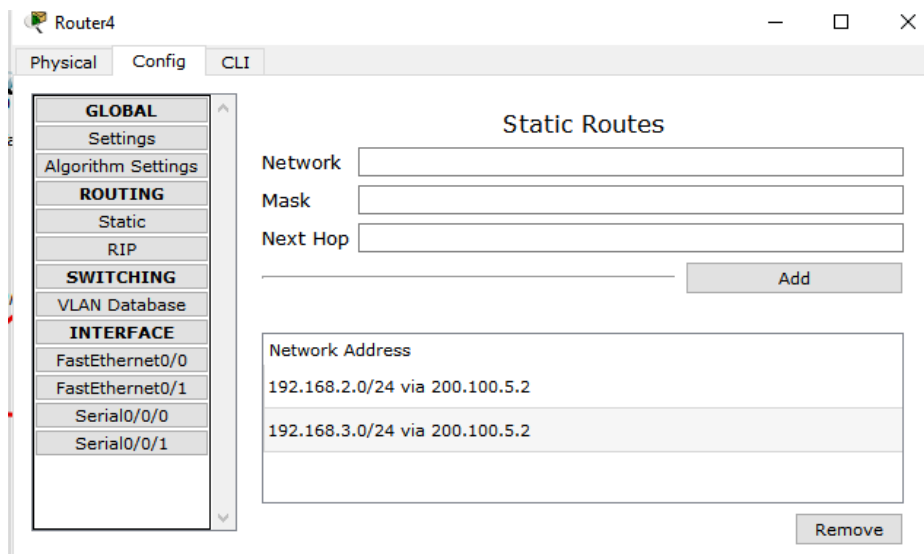 Router4
Physical Config CLI
GLOBAL
Settings
Algorithm Settings
ROUTING
Static
RIP
SWITCHING
VLAN Database
INTERFACE
FastEthernet0/0
FastEthernet0/1
Serial0/0/0
Serial0/0/1
Static Routes
Network
Mask
Next Hop
Add
Network Address
192.168.2.0/24 via 200.100.5.2
192.168.3.0/24 via 200.100.5.2
Remove